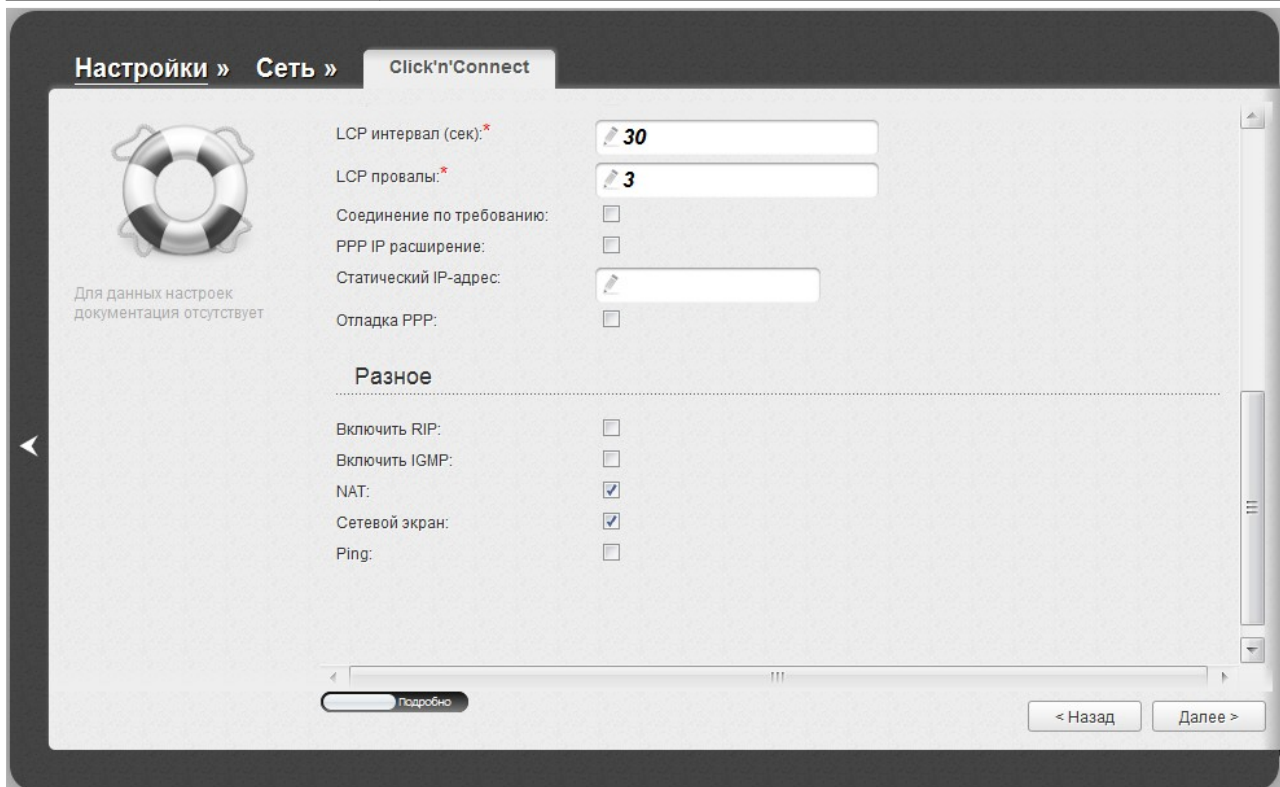 Настройки » Сеть » Click'n'Connect
LCP интервал (сек):* 30
LCP провалы:* 3
Соединение по требованию:
PPP IP расширение:
Статический IP-адрес:
Для данных настроек
документация отсутствует
Отладка PPP:
Разное
Включить RIP:
Включить IGMP:
NAT:
Сетевой экран:
Ping:
Подробно
< Назад Далее >